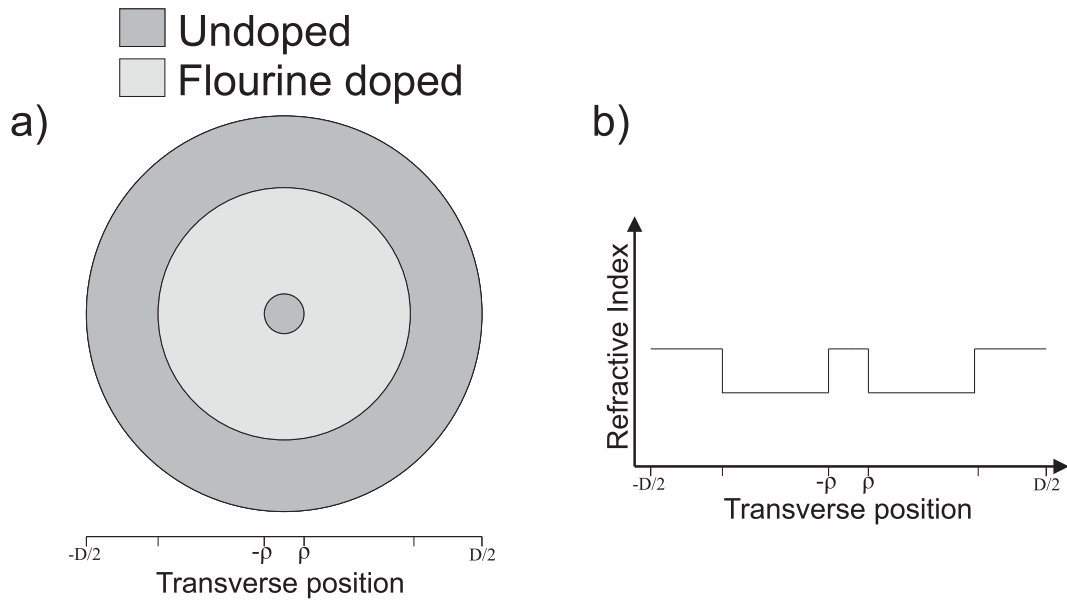 Undoped
Flourine doped
a)
b)
Refractive Index
-D/2 -ρ ρ D/2
Transverse position
-D/2 -ρ ρ D/2
Transverse position